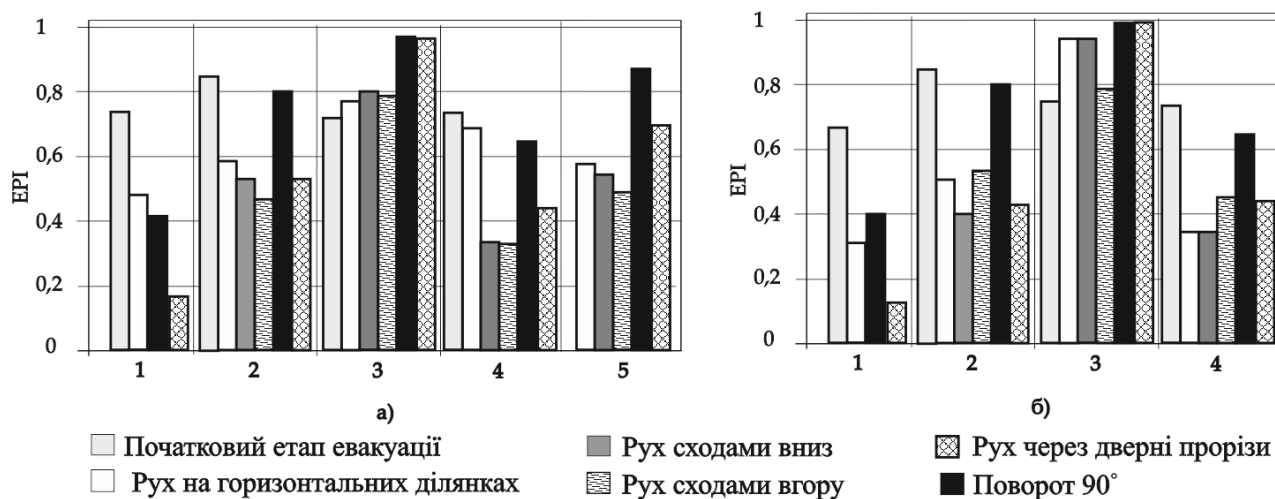 1
0,8
0,6
0,4
0,2
0
EPI
1 2 3 4 5
а)
1
0,8
0,6
0,4
0,2
0
EPI
1 2 3 4
б)
Початковий етап евакуації
Рух на горизонтальних ділянках
Рух сходами вниз
Рух сходами вгору
Рух через дверні прорізи
Поворот 90˚